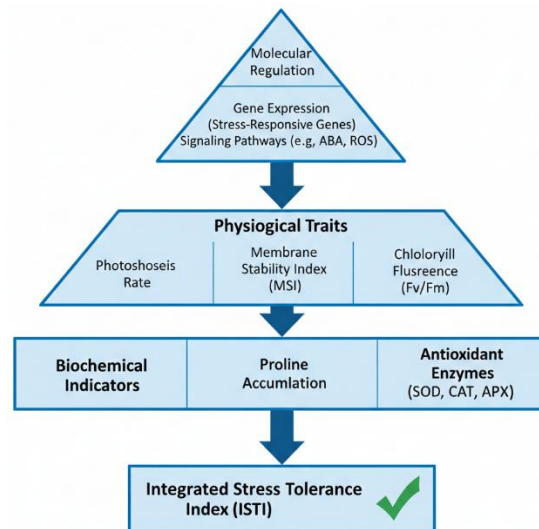 Molecular
Regulation
Gene Expression
(Stress-Responsive Genes)
Signaling Pathways (e.g, ABA, ROS)
Physiogical Traits
Photoshoseis
Rate
Membrane
Stability Index
(MSI)
Chloloryill
Flusreence
(Fv/Fm)
Biochemical
Indicators
Proline
Accumlation
Antioxidant
Enzymes
(SOD, CAT, APX)
Integrated Stress Tolerance
Index (ISTI)